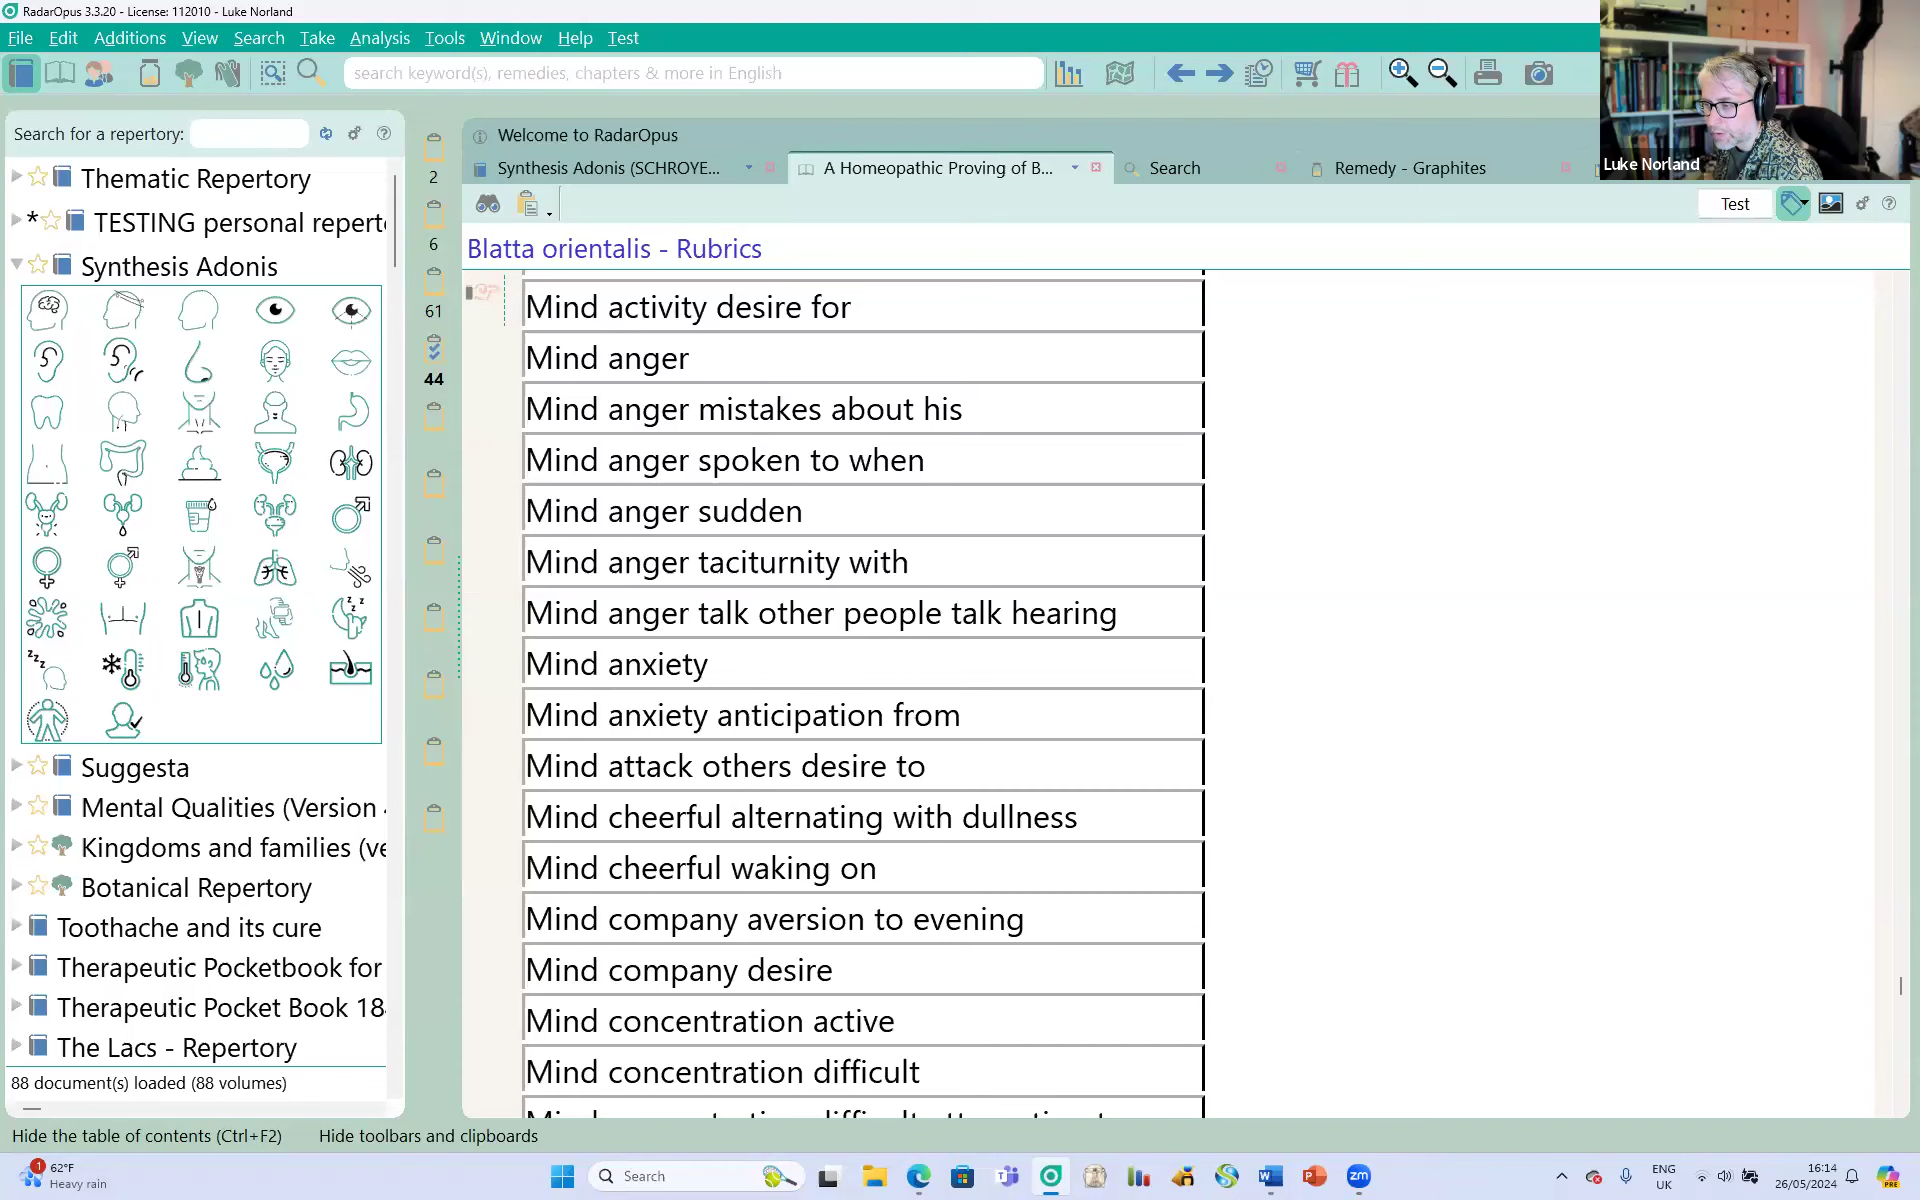 RadarOpus 3.3.20 - License: 112010 - Luke Norland
File Edit Additions View Search Take Analysis Tools Window Help Test
search keyword(s), remedies, chapters & more in English
Luke Norland
Search for a repertory:
Thematic Repertory
* TESTING personal reperto
Synthesis Adonis
Suggesta
Mental Qualities (Version 4
Kingdoms and families (ve
Botanical Repertory
Toothache and its cure
Therapeutic Pocketbook for
Therapeutic Pocket Book 184
The Lacs - Repertory
88 document(s) loaded (88 volumes)
2
6
61
44
Welcome to RadarOpus
Synthesis Adonis (SCHROYE... A Homeopathic Proving of B... Search Remedy - Graphites
Test
Blatta orientalis - Rubrics
Mind activity desire for
Mind anger
Mind anger mistakes about his
Mind anger spoken to when
Mind anger sudden
Mind anger taciturnity with
Mind anger talk other people talk hearing
Mind anxiety
Mind anxiety anticipation from
Mind attack others desire to
Mind cheerful alternating with dullness
Mind cheerful waking on
Mind company aversion to evening
Mind company desire
Mind concentration active
Mind concentration difficult
Hide the table of contents (Ctrl+F2) Hide toolbars and clipboards
1
62°F
Heavy rain
Search
ENG
UK
16:14
26/05/2024